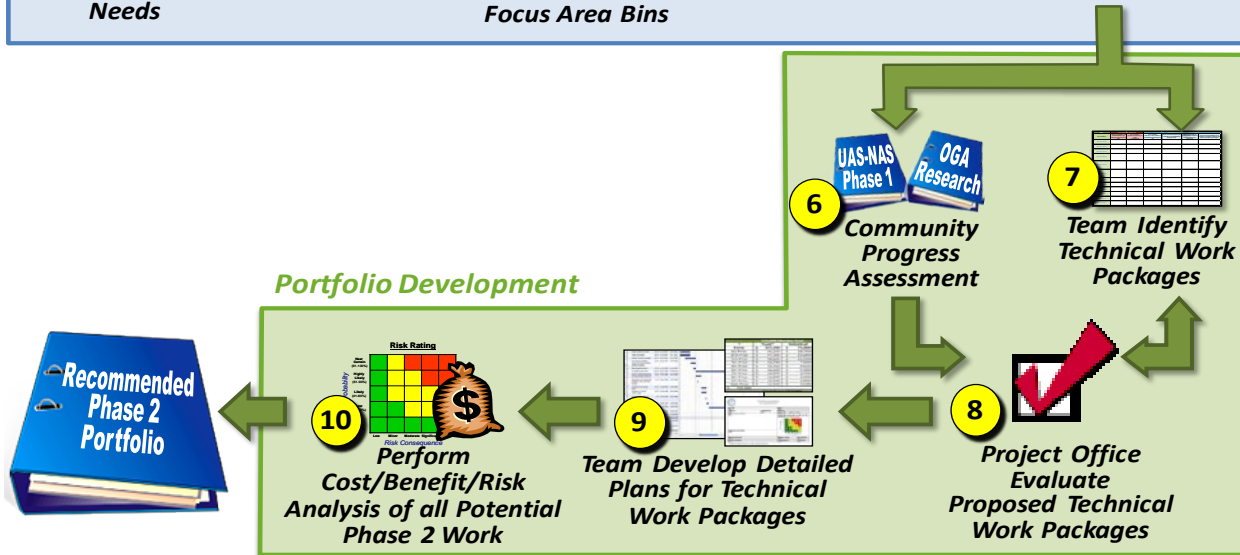 Needs
Focus Area Bins
UAS-NAS
Phase 1
OGA
Research
6
7
Community
Progress
Assessment
Team Identify
Technical Work
Packages
Portfolio Development
Recommended
Phase 2
Portfolio
Risk Rating
10
$
Risk Consequence
Perform
Cost/Benefit/Risk
Analysis of all Potential
Phase 2 Work
9
Team Develop Detailed
Plans for Technical
Work Packages
8
Project Office
Evaluate
Proposed Technical
Work Packages